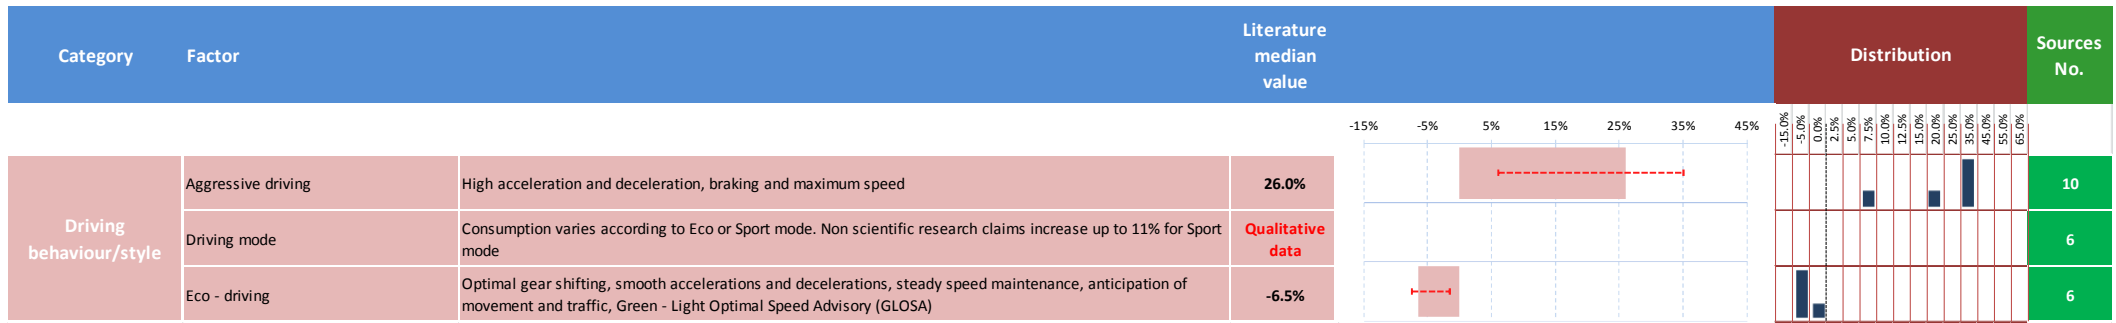 Category Factor Literature median value Distribution Sources No.
-15% -5% 5% 15% 25% 35% 45%
-15.0% -5.0% 0.0% 2.5% 5.0% 7.5% 10.0% 12.5% 15.0% 20.0% 25.0% 35.0% 45.0% 55.0% 65.0%
Driving
behaviour/style
Aggressive driving
High acceleration and deceleration, braking and maximum speed
26.0%
10
Driving mode
Consumption varies according to Eco or Sport mode. Non scientific research claims increase up to 11% for Sport
mode
Qualitative
data
6
Eco - driving
Optimal gear shifting, smooth accelerations and decelerations, steady speed maintenance, anticipation of
movement and traffic, Green - Light Optimal Speed Advisory (GLOSA)
-6.5%
6